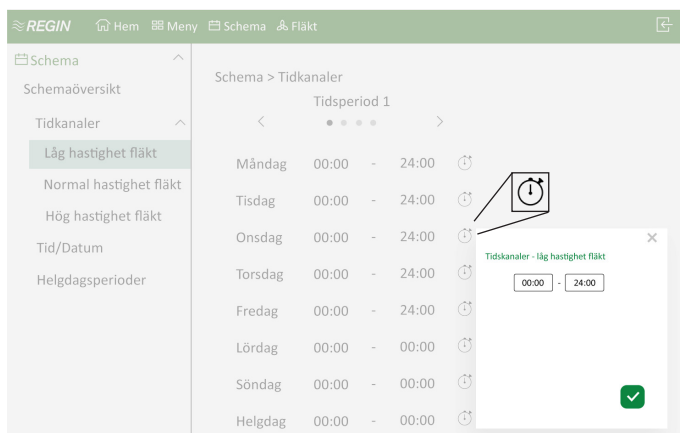 REGIN Hem Meny Schema Fläkt
Schema
Schemaöversikt
Tidkanaler
Låg hastighet fläkt
Normal hastighet fläkt
Hög hastighet fläkt
Tid/Datum
Helgdagsperioder
Schema > Tidkanaler
Tidsperiod 1
Måndag 00:00 - 24:00
Tisdag 00:00 - 24:00
Onsdag 00:00 - 24:00
Torsdag 00:00 - 24:00
Fredag 00:00 - 24:00
Lördag 00:00 - 00:00
Söndag 00:00 - 00:00
Helgdag 00:00 - 00:00
Tidskanaler - låg hastighet fläkt
00:00 - 24:00